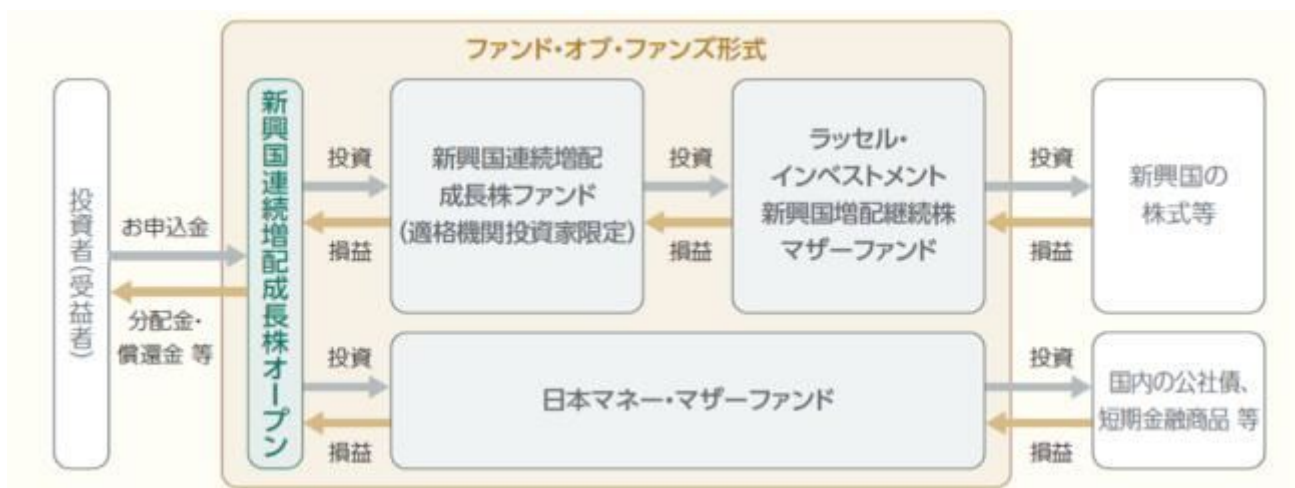 ファンド・オブ・ファンズ形式
投資者(受益者)
お申込金
分配金・
償還金 等
新興国連続増配成長株オープン
投資
損益
新興国連続増配
成長株ファンド
(適格機関投資家限定)
投資
損益
ラッセル・
インベストメント
新興国増配継続株
マザーファンド
投資
損益
新興国の
株式等
投資
損益
日本マネー・マザーファンド
投資
損益
国内の公社債、
短期金融商品 等